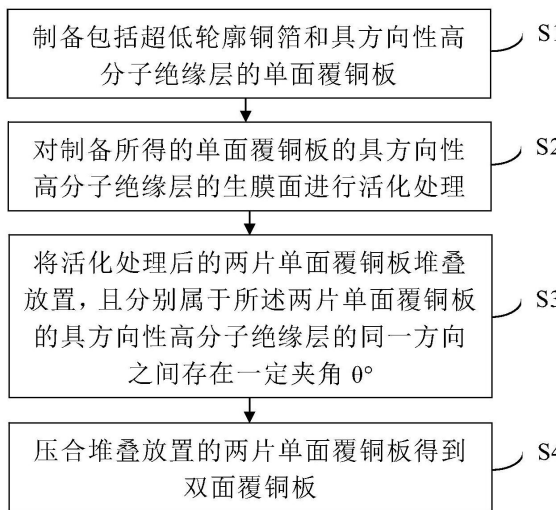 制备包括超低轮廓铜箔和具方向性高
分子绝缘层的单面覆铜板
S1
对制备所得的单面覆铜板的具方向性
高分子绝缘层的生膜面进行活化处理
S2
将活化处理后的两片单面覆铜板堆叠
放置，且分别属于所述两片单面覆铜板
的具方向性高分子绝缘层的同一方向
之间存在一定夹角 θ°
S3
压合堆叠放置的两片单面覆铜板得到
双面覆铜板
S4